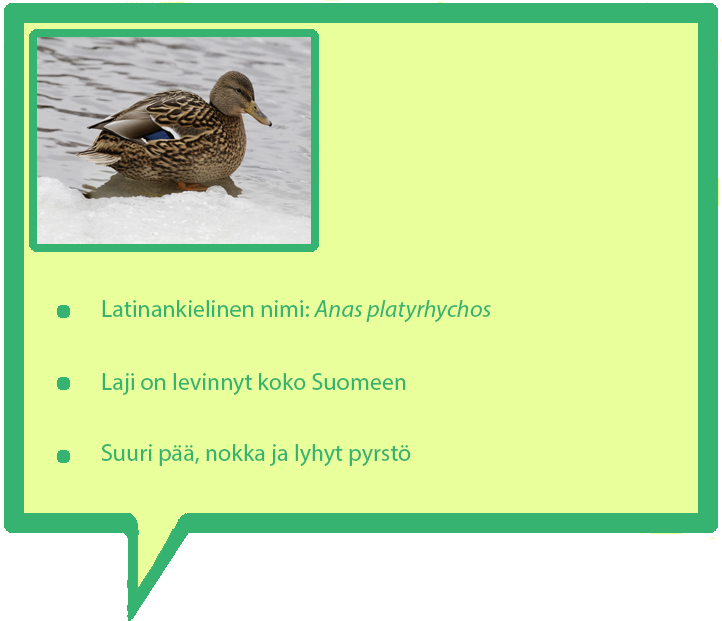 Latinankielinen nimi: Anas platyrhychos
Laji on levinnyt koko Suomeen
Suuri pää, nokka ja lyhyt pyrstö